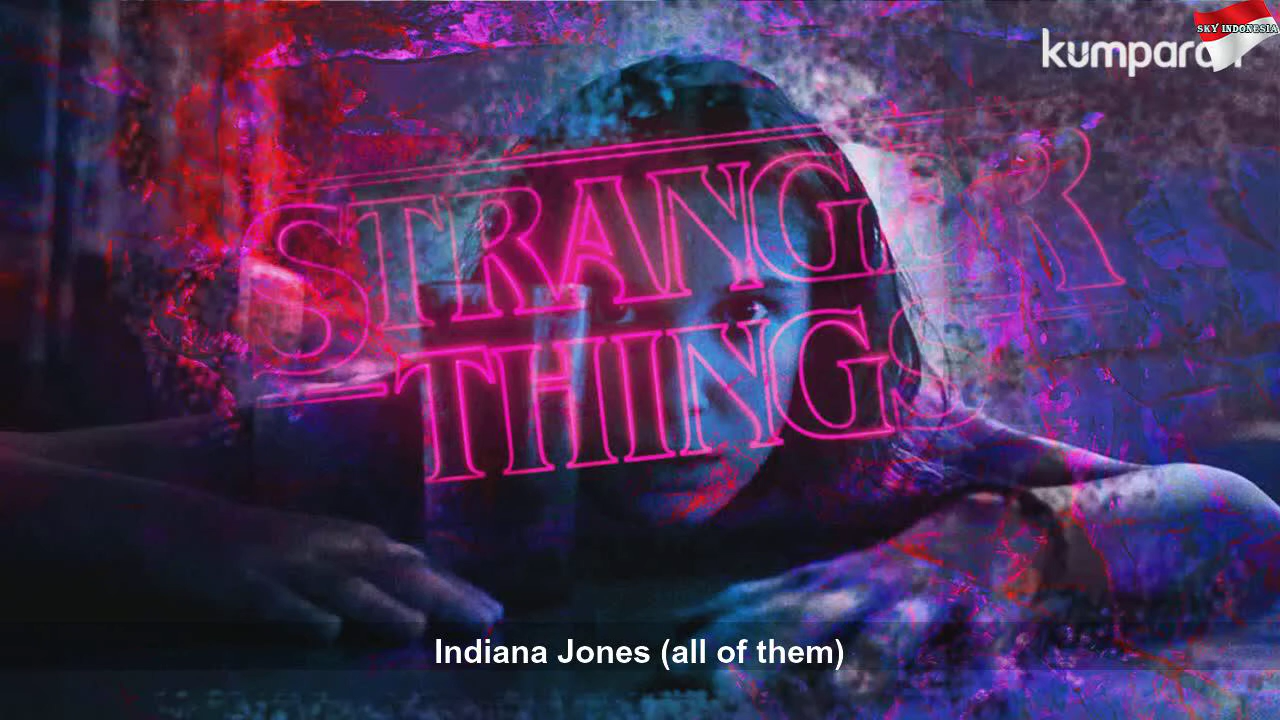 SKY INDONESIA
kumparan
STRANGER
THINGS
Indiana Jones (all of them)